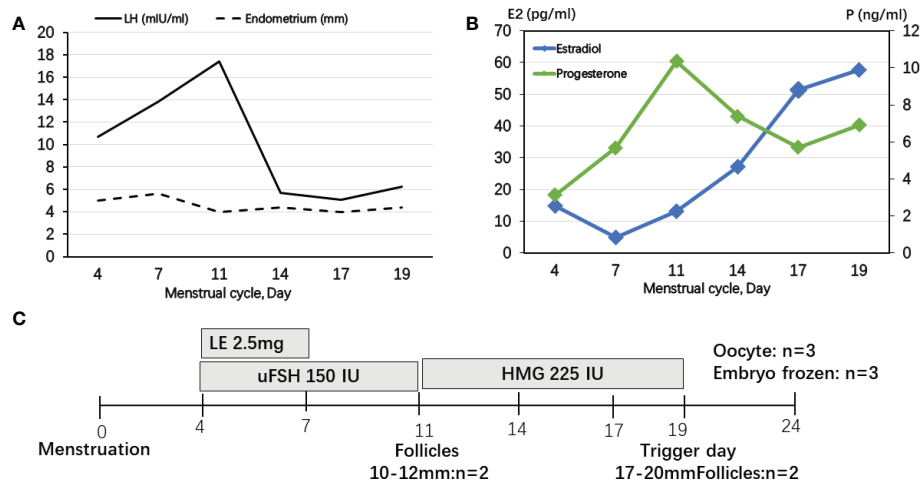 A
LH (mIU/ml)
Endometrium (mm)
20
18
16
14
12
10
8
6
4
2
0
4 7 11 14 17 19
Menstrual cycle, Day
B
E2 (pg/ml)
P (ng/ml)
Estradiol
Progesterone
70
60
50
40
30
20
10
0
12
10
8
6
4
2
0
4 7 11 14 17 19
Menstrual cycle, Day
C
LE 2.5mg
uFSH 150 IU
HMG 225 IU
Oocyte: n=3
Embryo frozen: n=3
0 4 7 11 14 17 19 24
Menstruation
Follicles
10-12mm:n=2
Trigger day
17-20mmFollicles:n=2